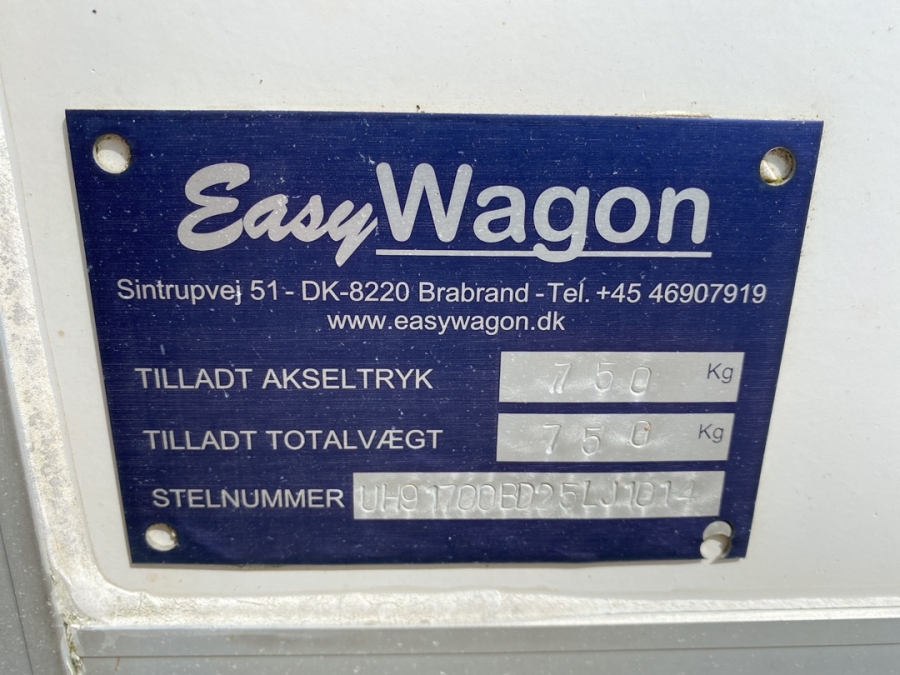 EasyWagon
Sintrupvej 51 - DK-8220 Brabrand - Tel. +45 46907919
www.easywagon.dk
TILLADT AKSELTRYK 750 Kg
TILLADT TOTALVÆGT 750 Kg
STELNUMMER UH91700BD25LJ1014